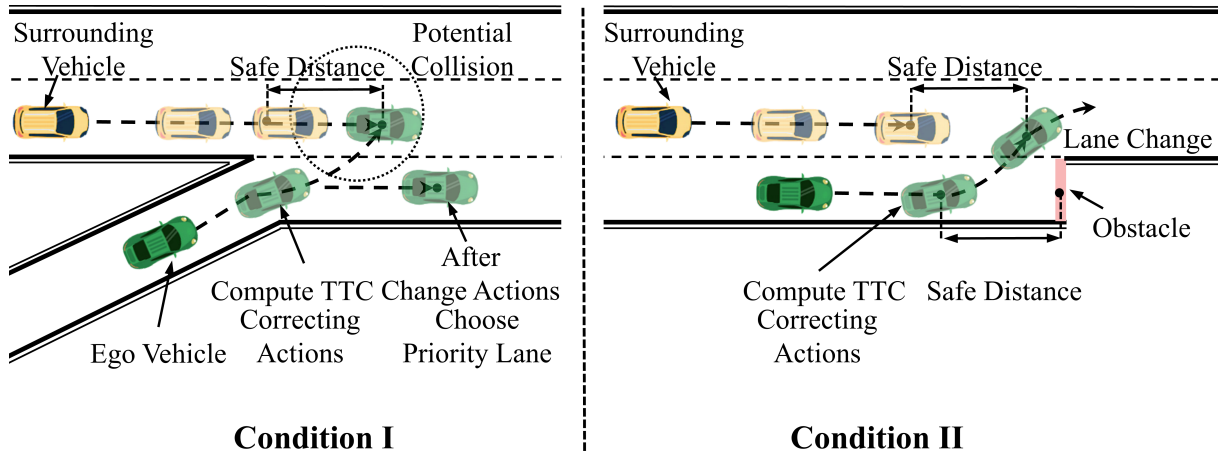 Surrounding
Vehicle
Safe Distance
Potential
Collision
Ego Vehicle
Compute TTC
Correcting
Actions
After
Change Actions
Choose
Priority Lane
Condition I
Surrounding
Vehicle
Safe Distance
Lane Change
Obstacle
Compute TTC
Correcting
Actions
Safe Distance
Condition II